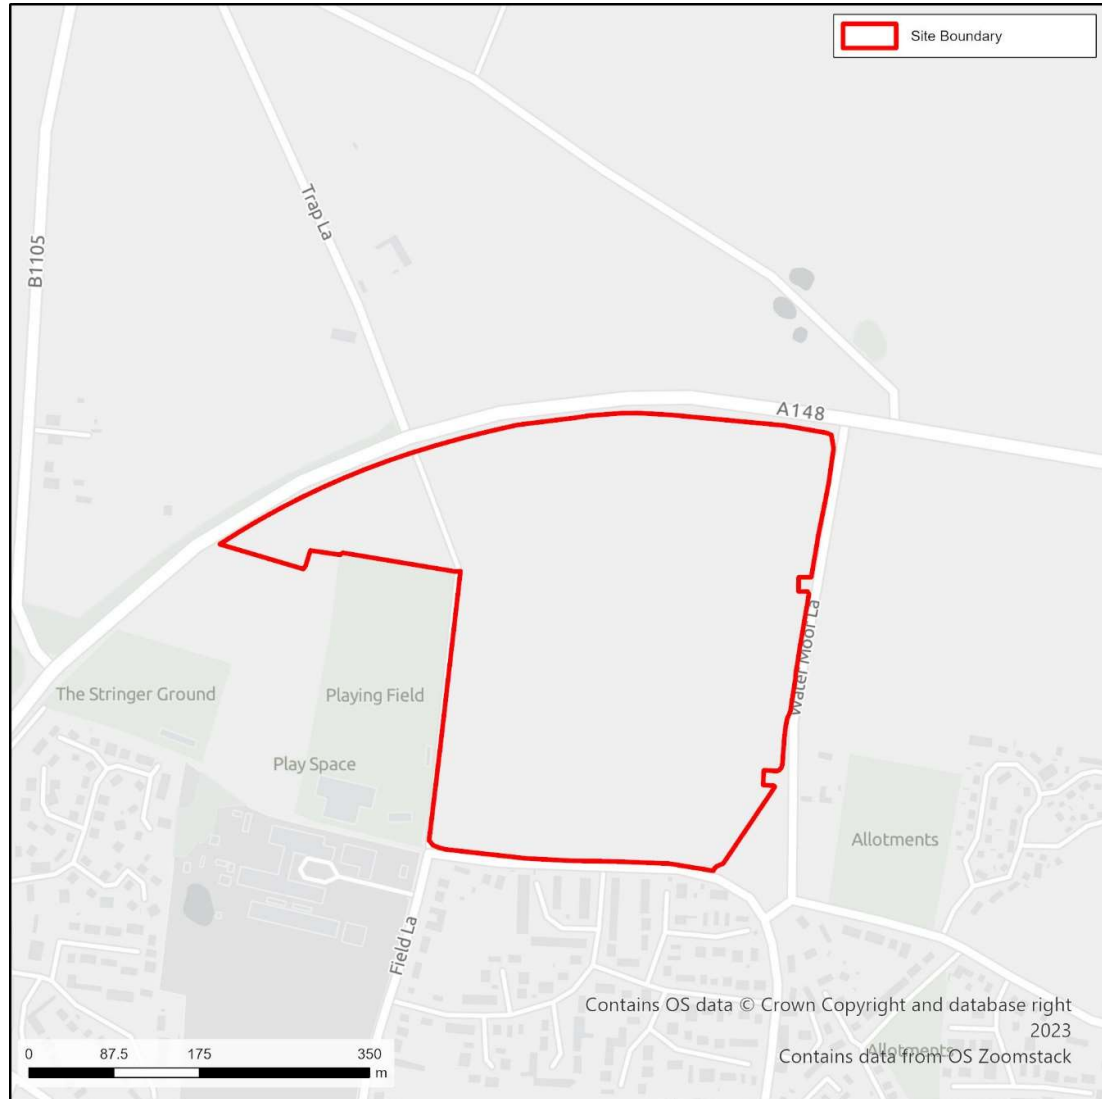 Site Boundary
Trap La
B1105
A148
Water Moor La
The Stringer Ground
Playing Field
Play Space
Allotments
Field La
Contains OS data © Crown Copyright and database right
2023
Allotments
Contains data from OS Zoomstack
0 87.5 175 350
m